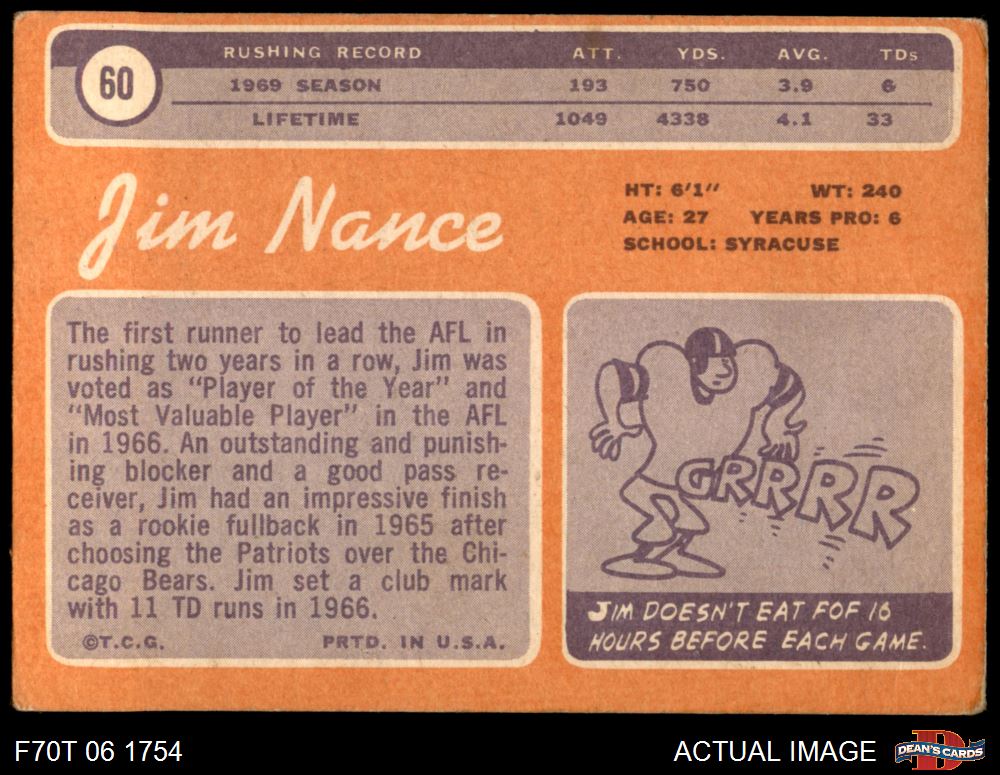 60
RUSHING RECORD ATT. YDS. AVG. TDs
1969 SEASON 193 750 3.9 6
LIFETIME 1049 4338 4.1 33
Jim Nance
HT: 6'1" WT: 240
AGE: 27 YEARS PRO: 6
SCHOOL: SYRACUSE
The first runner to lead the AFL in
rushing two years in a row, Jim was
voted as "Player of the Year" and
"Most Valuable Player" in the AFL
in 1966. An outstanding and punish-
ing blocker and a good pass re-
ceiver, Jim had an impressive finish
as a rookie fullback in 1965 after
choosing the Patriots over the Chi-
cago Bears. Jim set a club mark
with 11 TD runs in 1966.
©T.C.G. PRTD. IN U.S.A.
GRRRR
JIM DOESN'T EAT FOF 16
HOURS BEFORE EACH GAME.
F70T 06 1754
ACTUAL IMAGE
D
DEAN'S CARDS